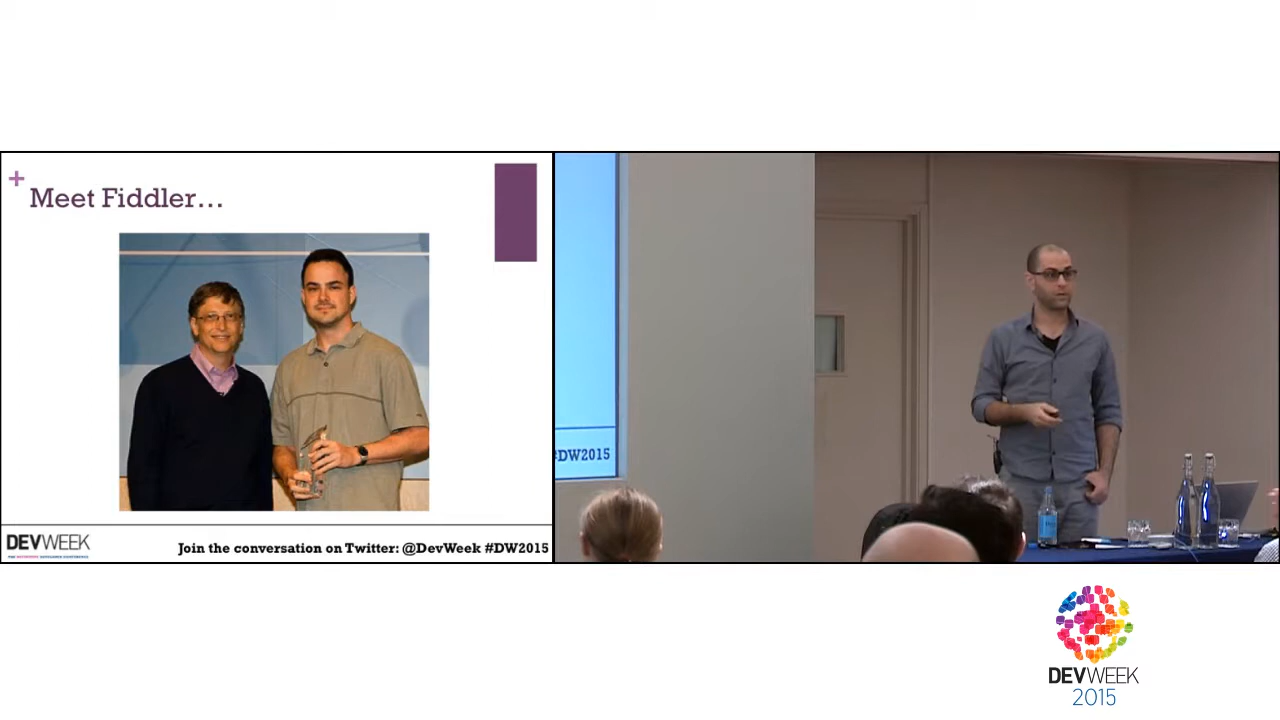 +
Meet Fiddler...
DEVWEEK
Join the conversation on Twitter: @DevWeek #DW2015
#DW2015
DEVWEEK
2015